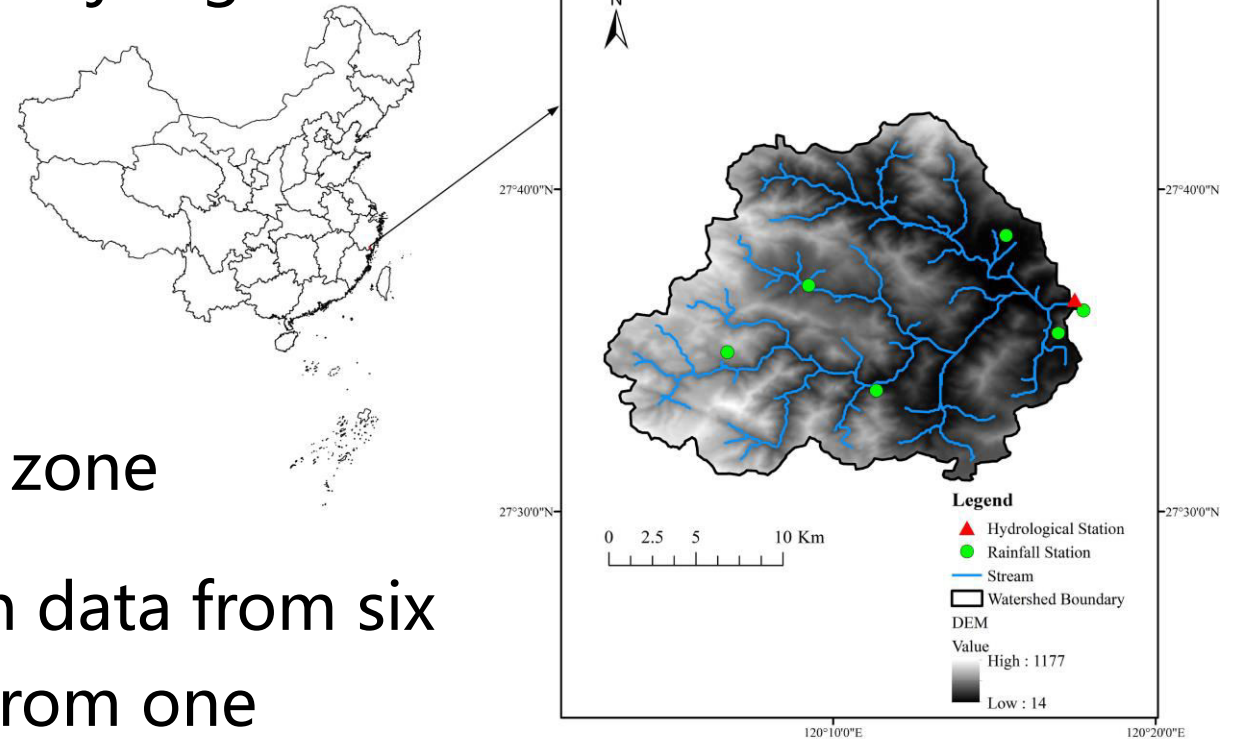 N
27°40'0"N
27°40'0"N
zone
27°30'0"N
27°30'0"N
Legend
Hydrological Station
Rainfall Station
Stream
Watershed Boundary
DEM
Value
High : 1177
Low : 14
0 2.5 5 10 Km
data from six
rom one
120°10'0"E
120°20'0"E